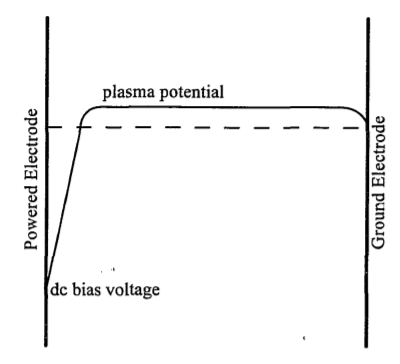 plasma potential
Powered Electrode
Ground Electrode
dc bias voltage